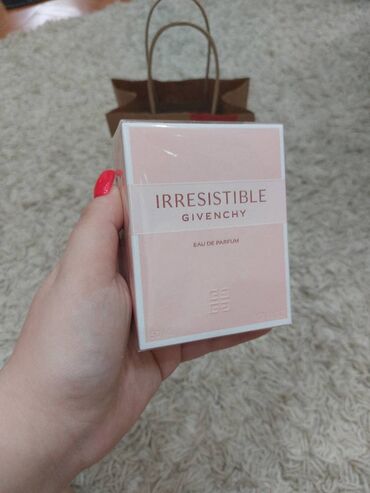 IRRESISTIBLE
GIVENCHY
EAU DE PARFUM